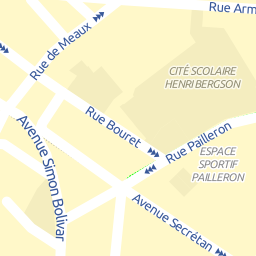 Rue Arm
Rue de Meaux
CITÉ SCOLAIRE
HENRI BERGSON
Rue Bouret
Rue Pailleron
Avenue Simon Bolivar
ESPACE
SPORTIF
PAILLERON
Avenue Secrétan